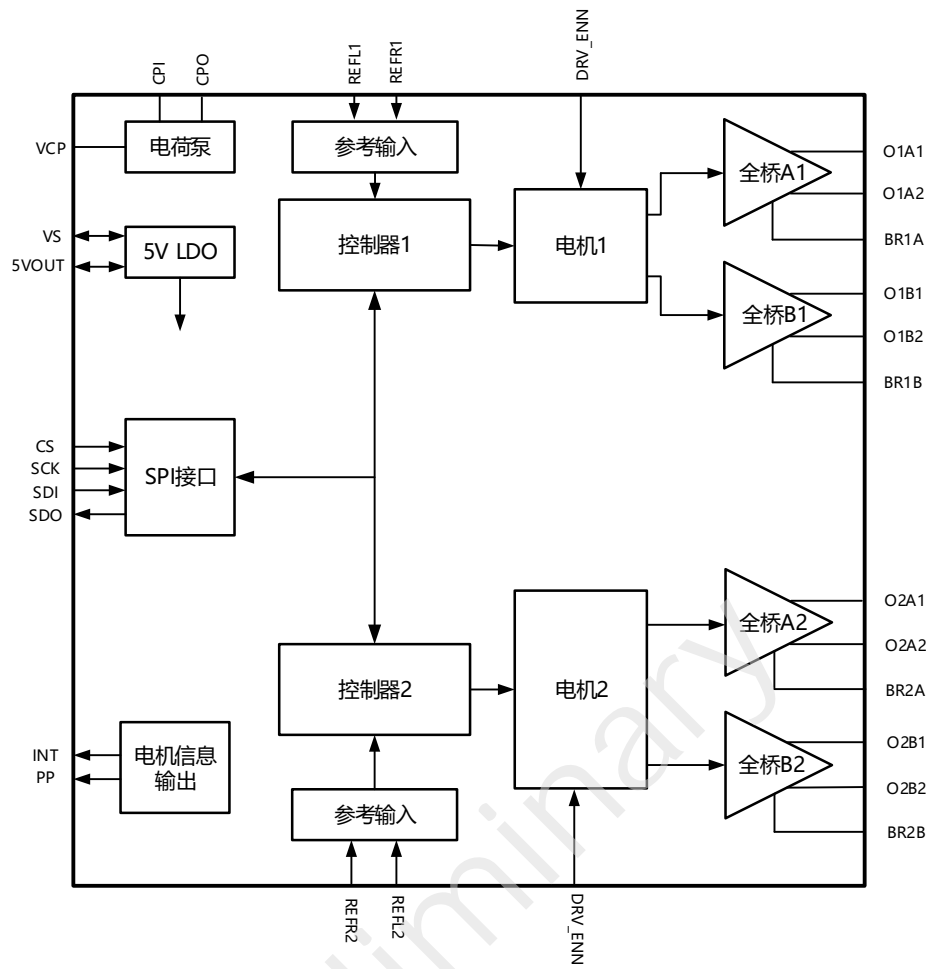 CPI
CPO
REFL1
REFR1
DRV_ENN
VCP
电荷泵
参考输入
全桥A1
O1A1
O1A2
BR1A
VS
5VOUT
5V LDO
控制器1
电机1
全桥B1
O1B1
O1B2
BR1B
CS
SCK
SDI
SDO
SPI接口
控制器2
电机2
全桥A2
O2A1
O2A2
BR2A
INT
PP
电机信息
输出
参考输入
全桥B2
O2B1
O2B2
BR2B
REFR2
REFL2
DRV_ENN
liminary